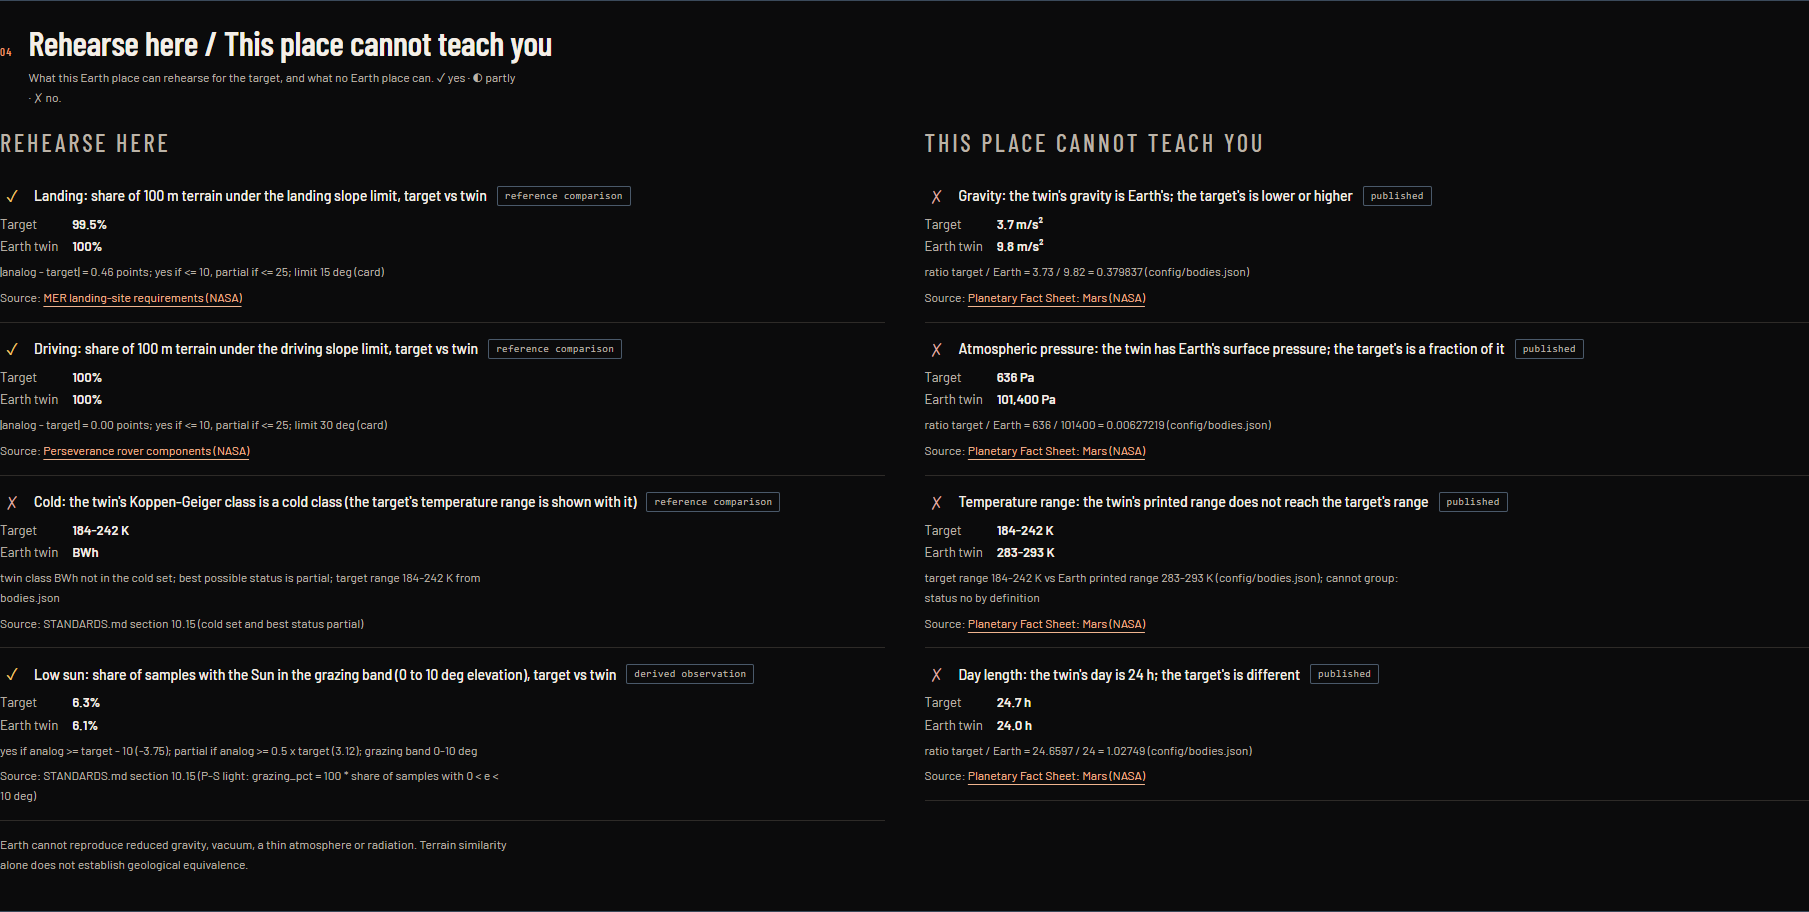 04
Rehearse here / This place cannot teach you
What this Earth place can rehearse for the target, and what no Earth place can. ✓ yes · ◐ partly
· ✗ no.
REHEARSE HERE
✓ Landing: share of 100 m terrain under the landing slope limit, target vs twin reference comparison
Target 99.5%
Earth twin 100%
|analog - target| = 0.46 points; yes if <= 10, partial if <= 25; limit 15 deg (card)
Source: MER landing-site requirements (NASA)
✓ Driving: share of 100 m terrain under the driving slope limit, target vs twin reference comparison
Target 100%
Earth twin 100%
|analog - target| = 0.00 points; yes if <= 10, partial if <= 25; limit 30 deg (card)
Source: Perseverance rover components (NASA)
✗ Cold: the twin's Koppen-Geiger class is a cold class (the target's temperature range is shown with it) reference comparison
Target 184-242 K
Earth twin BWh
twin class BWh not in the cold set; best possible status is partial; target range 184-242 K from
bodies.json
Source: STANDARDS.md section 10.15 (cold set and best status partial)
✓ Low sun: share of samples with the Sun in the grazing band (0 to 10 deg elevation), target vs twin derived observation
Target 6.3%
Earth twin 6.1%
yes if analog >= target - 10 (-3.75); partial if analog >= 0.5 x target (3.12); grazing band 0-10 deg
Source: STANDARDS.md section 10.15 (P-S light: grazing_pct = 100 * share of samples with 0 < e <
10 deg)
Earth cannot reproduce reduced gravity, vacuum, a thin atmosphere or radiation. Terrain similarity
alone does not establish geological equivalence.
THIS PLACE CANNOT TEACH YOU
✗ Gravity: the twin's gravity is Earth's; the target's is lower or higher published
Target 3.7 m/s²
Earth twin 9.8 m/s²
ratio target / Earth = 3.73 / 9.82 = 0.379837 (config/bodies.json)
Source: Planetary Fact Sheet: Mars (NASA)
✗ Atmospheric pressure: the twin has Earth's surface pressure; the target's is a fraction of it published
Target 636 Pa
Earth twin 101,400 Pa
ratio target / Earth = 636 / 101400 = 0.00627219 (config/bodies.json)
Source: Planetary Fact Sheet: Mars (NASA)
✗ Temperature range: the twin's printed range does not reach the target's range published
Target 184-242 K
Earth twin 283-293 K
target range 184-242 K vs Earth printed range 283-293 K (config/bodies.json); cannot group:
status no by definition
Source: Planetary Fact Sheet: Mars (NASA)
✗ Day length: the twin's day is 24 h; the target's is different published
Target 24.7 h
Earth twin 24.0 h
ratio target / Earth = 24.6597 / 24 = 1.02749 (config/bodies.json)
Source: Planetary Fact Sheet: Mars (NASA)